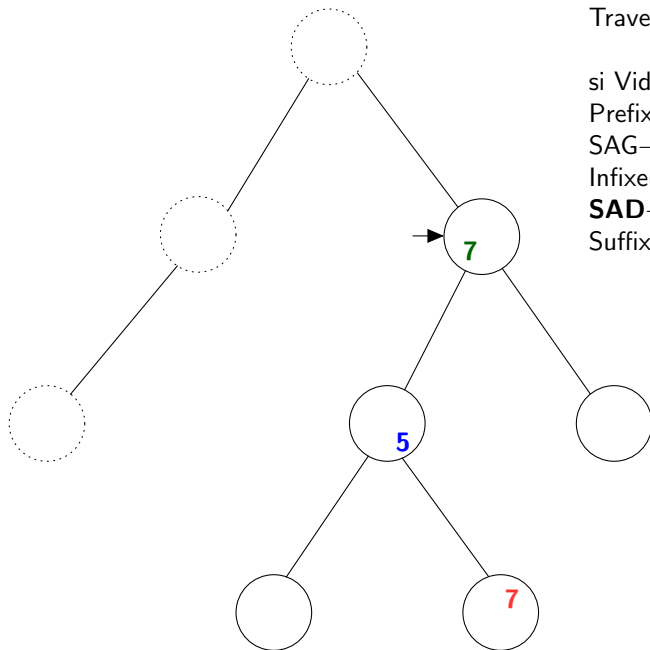 Trave
si Vid
Prefix
SAG–
Infixe
SAD-
Suffix
7
5
7